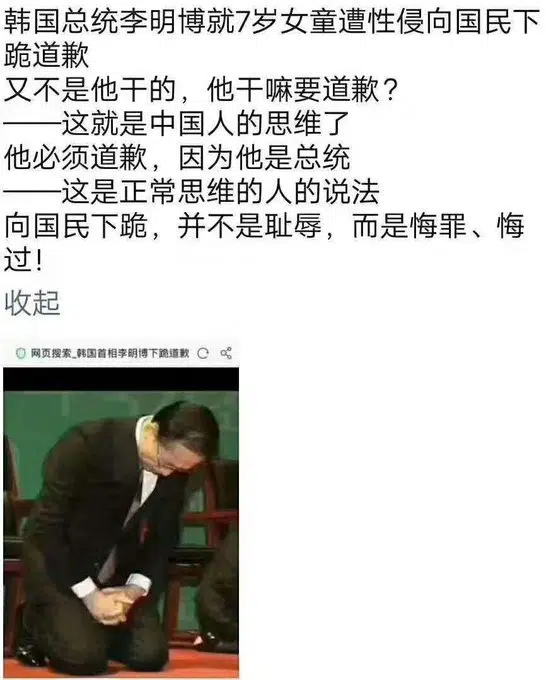 韩国总统李明博就7岁女童遭性侵向国民下
跪道歉
又不是他干的，他干嘛要道歉？
——这就是中国人的思维了
他必须道歉，因为他是总统
——这是正常思维的人的说法
向国民下跪，并不是耻辱，而是悔罪、悔
过！
收起
网页搜索_韩国首相李明博下跪道歉